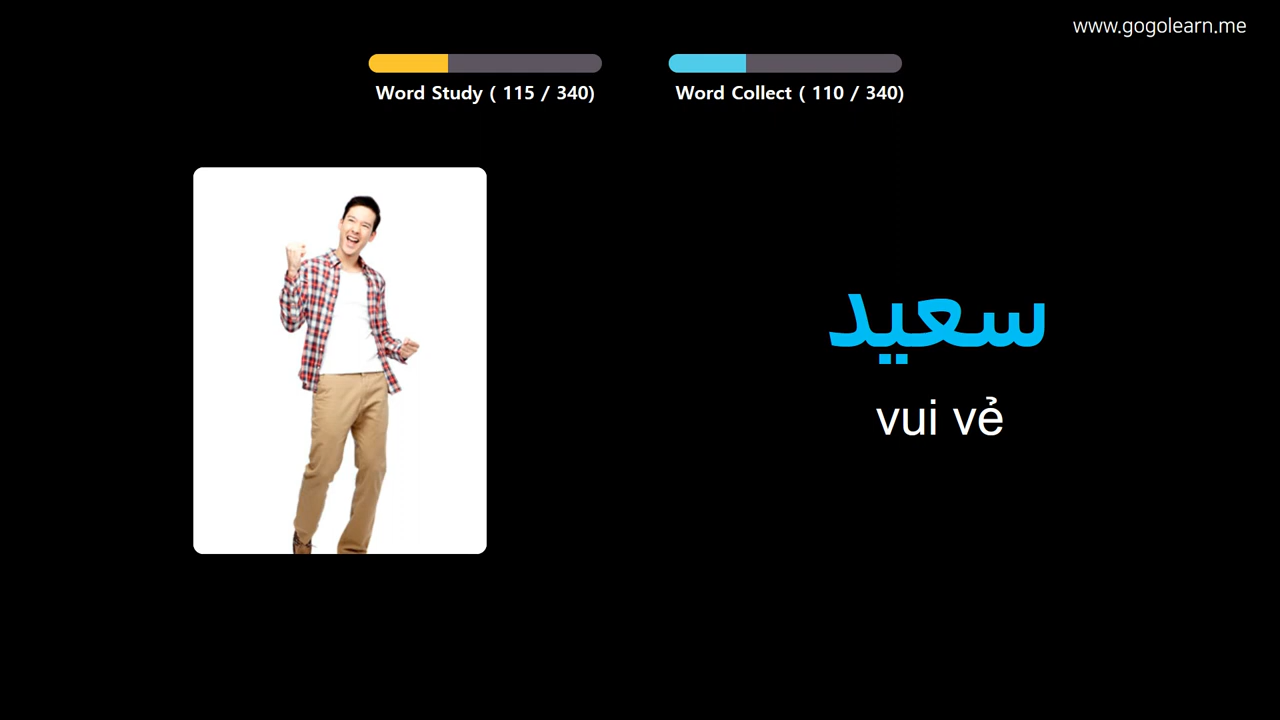 www.gogolearn.me
Word Study ( 115 / 340)
Word Collect ( 110 / 340)
سعيد
vui vẻ